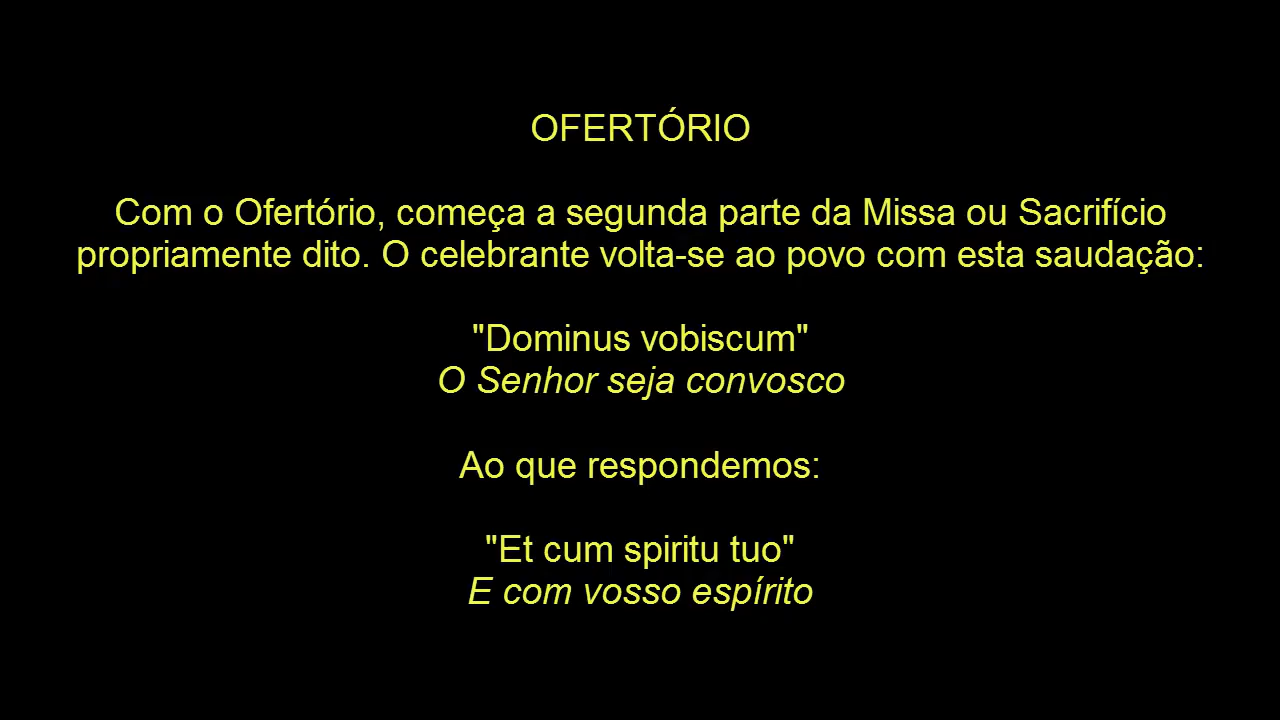 OFERTÓRIO
Com o Ofertório, começa a segunda parte da Missa ou Sacrifício
propriamente dito. O celebrante volta-se ao povo com esta saudação:
"Dominus vobiscum"
O Senhor seja convosco
Ao que respondemos:
"Et cum spiritu tuo"
E com vosso espírito